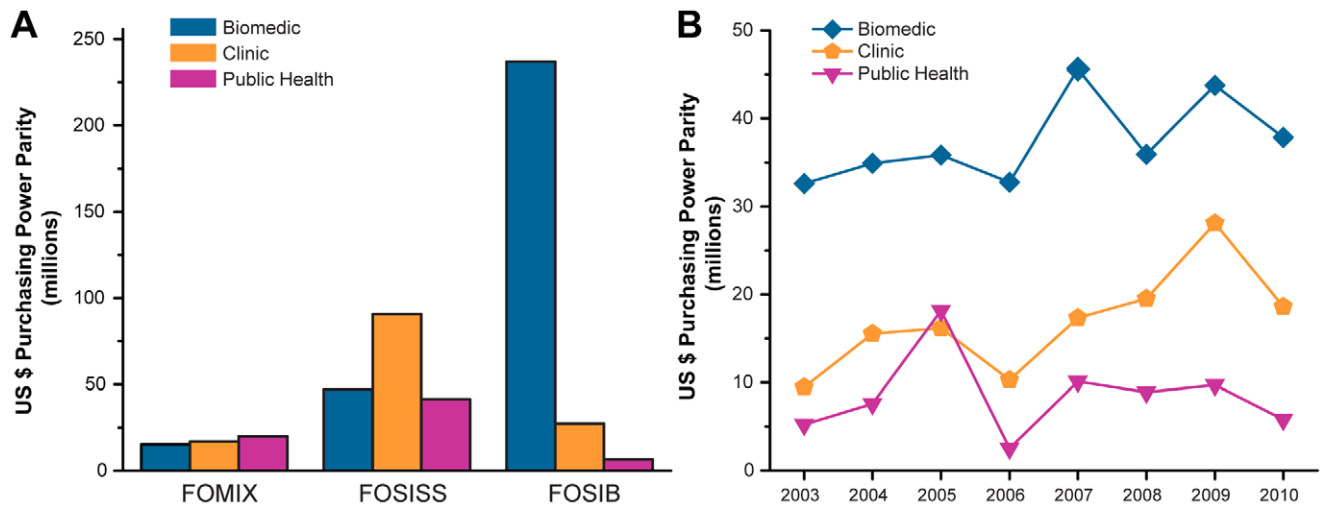 A
Biomedic
Clinic
Public Health
US $ Purchasing Power Parity
(millions)
250
200
150
100
50
0
FOMIX
FOSISS
FOSIB
B
Biomedic
Clinic
Public Health
US $ Purchasing Power Parity
(millions)
50
40
30
20
10
0
2003 2004 2005 2006 2007 2008 2009 2010